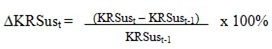 ΔKRSusₜ = (KRSusₜ – KRSusₜ₋₁) / KRSusₜ₋₁ x 100%